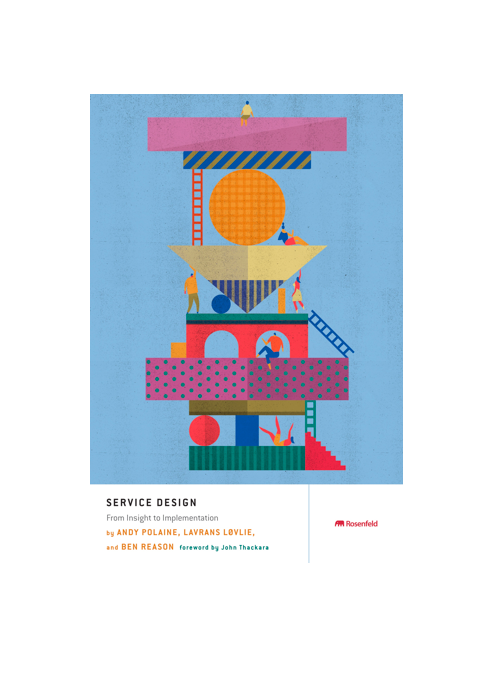 SERVICE DESIGN
From Insight to Implementation
by ANDY POLAINE, LAVRANS LØVLIE,
and BEN REASON foreword by John Thackara
Rosenfeld